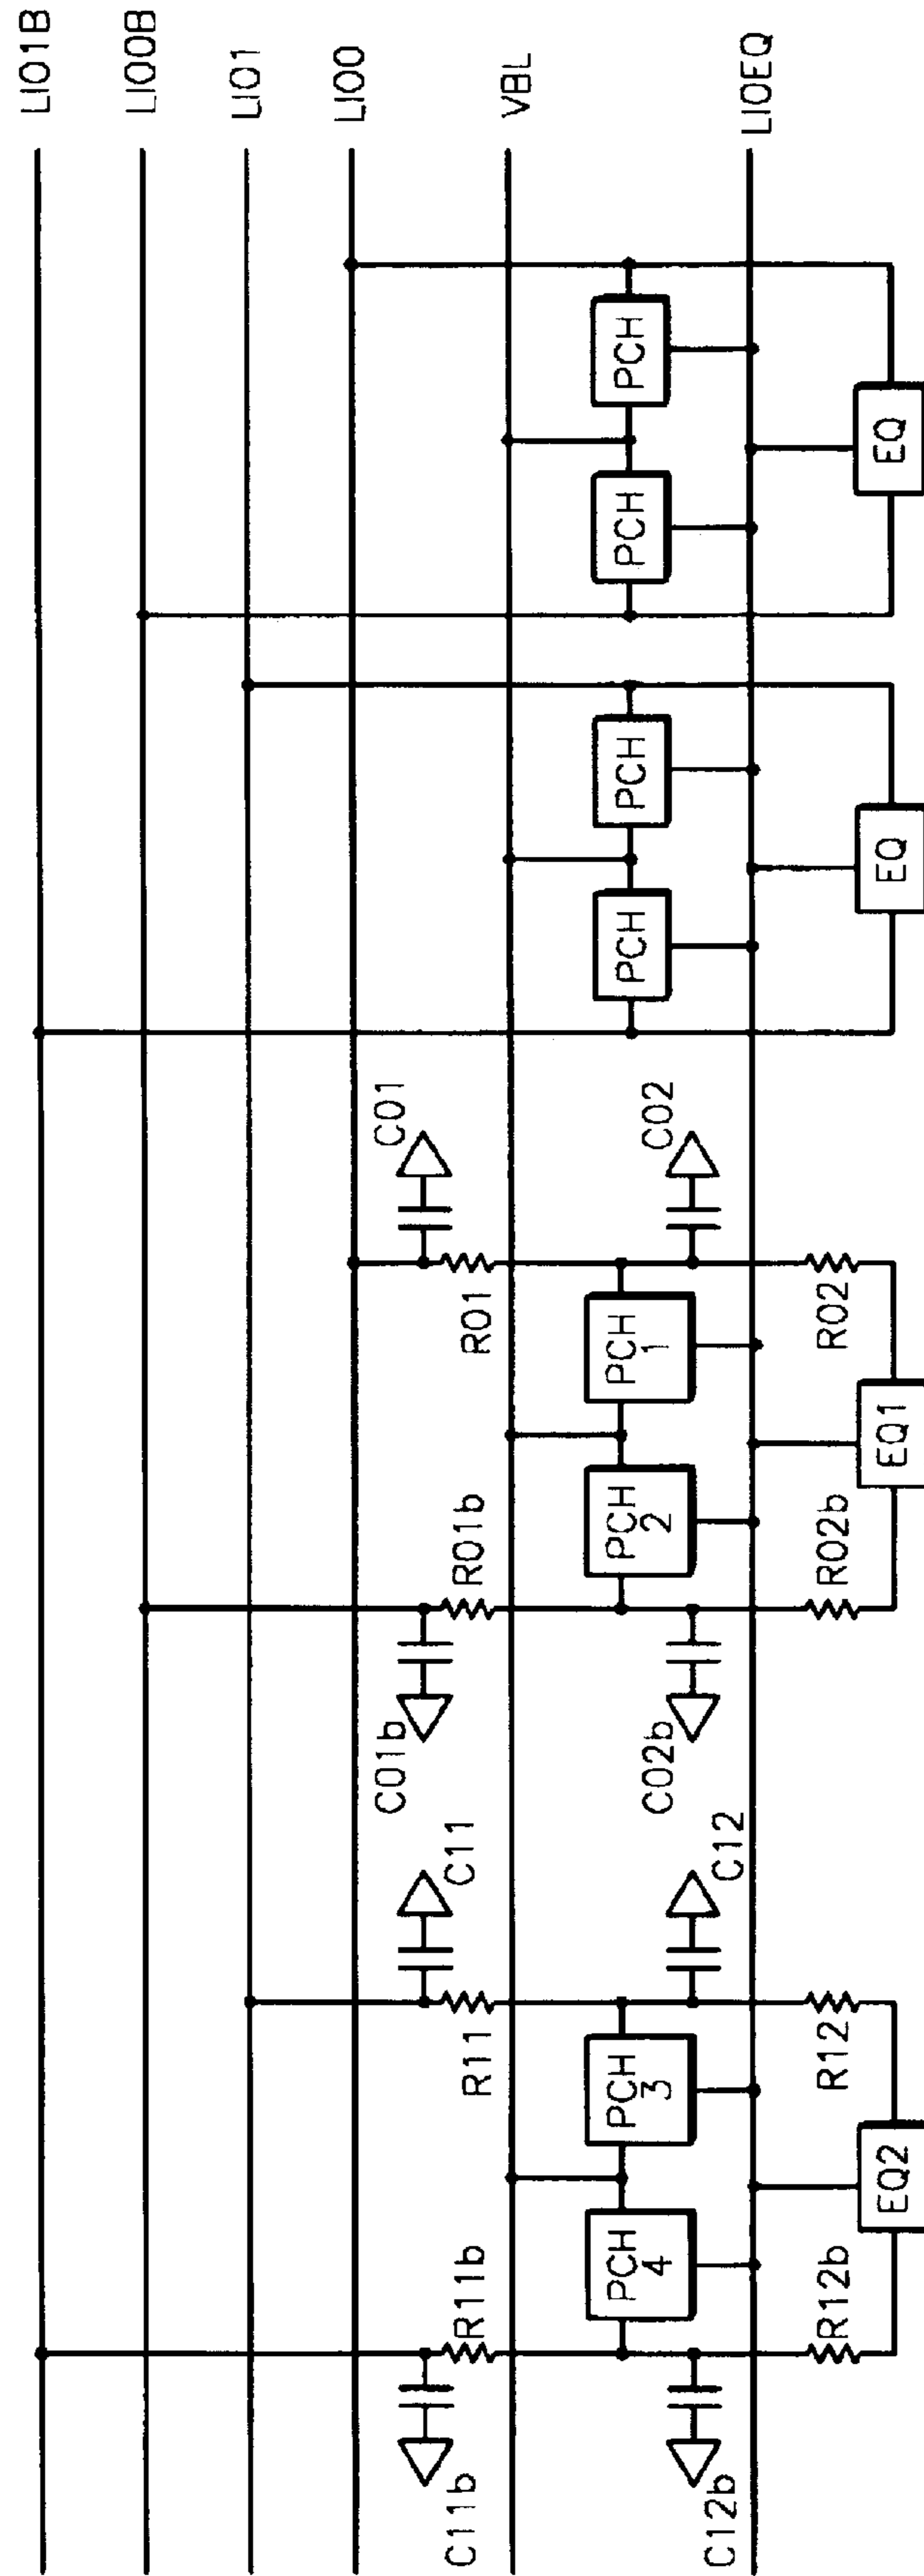 LIO1B
LIO0B
LIO1
LIO0
C01b
C01
C11b
C11
R11b
R11
R01b
R01
VBL
PCH
4
PCH
3
PCH
2
PCH
1
PCH
PCH
PCH
PCH
C02b
C02
C12b
C12
LIOEQ
R12b
R12
R02b
R02
EQ2
EQ1
EQ
EQ